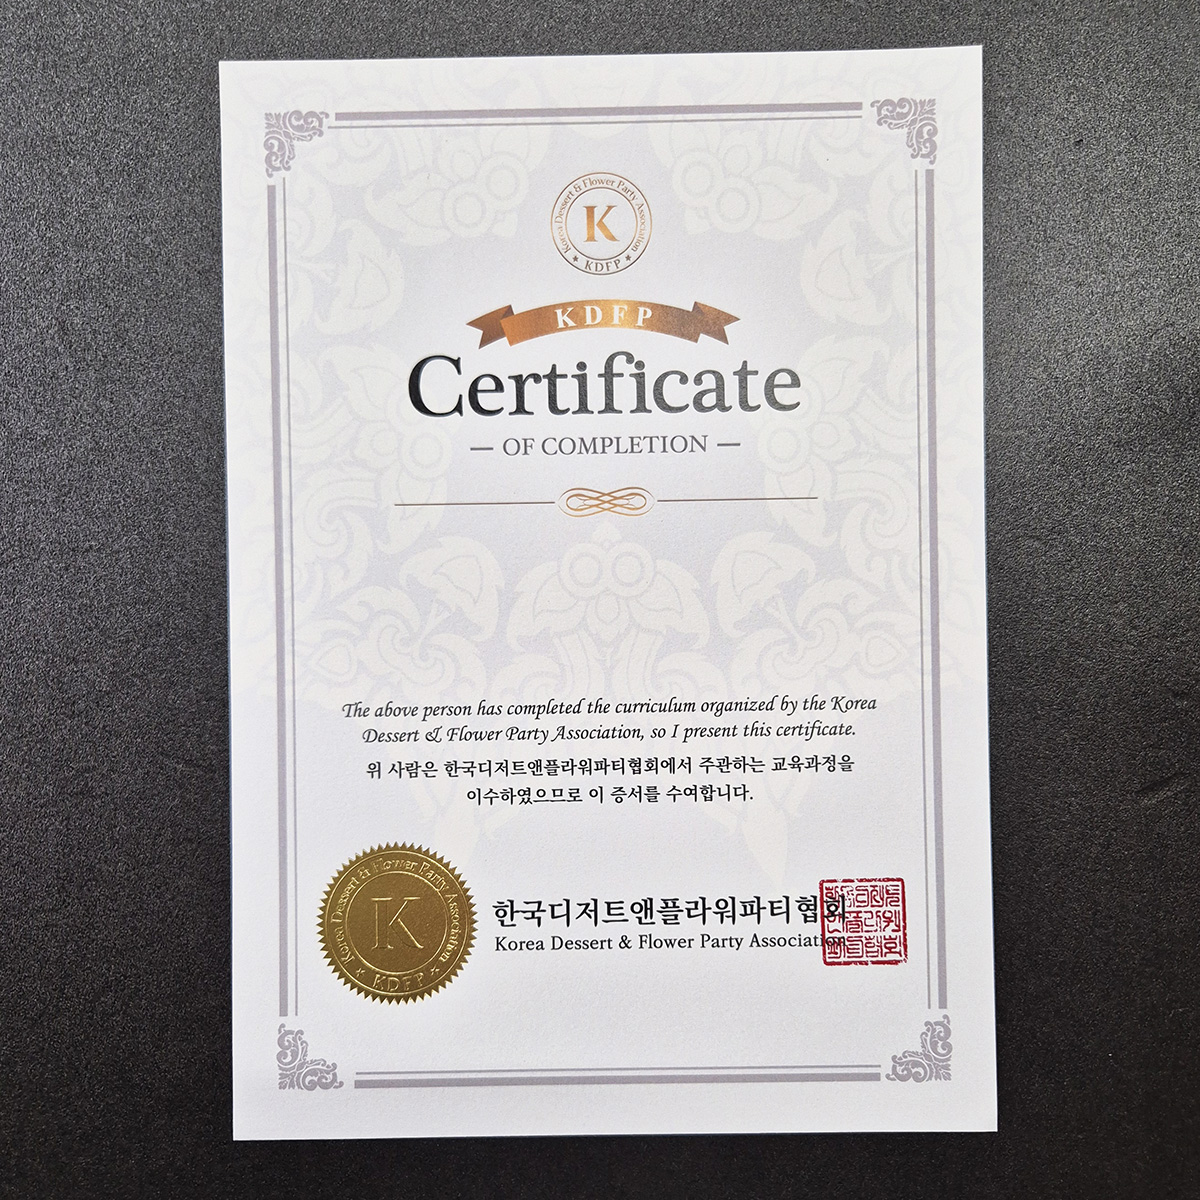 Korea Dessert & Flower Party Association
K
★ KDFP ★
KDFP
Certificate
— OF COMPLETION —
The above person has completed the curriculum organized by the Korea
Dessert & Flower Party Association, so I present this certificate.
위 사람은 한국디저트앤플라워파티협회에서 주관하는 교육과정을
이수하였으므로 이 증서를 수여합니다.
Korea Dessert & Flower Party Association
K
★ KDFP ★
한국디저트앤플라워파티협회
Korea Dessert & Flower Party Association